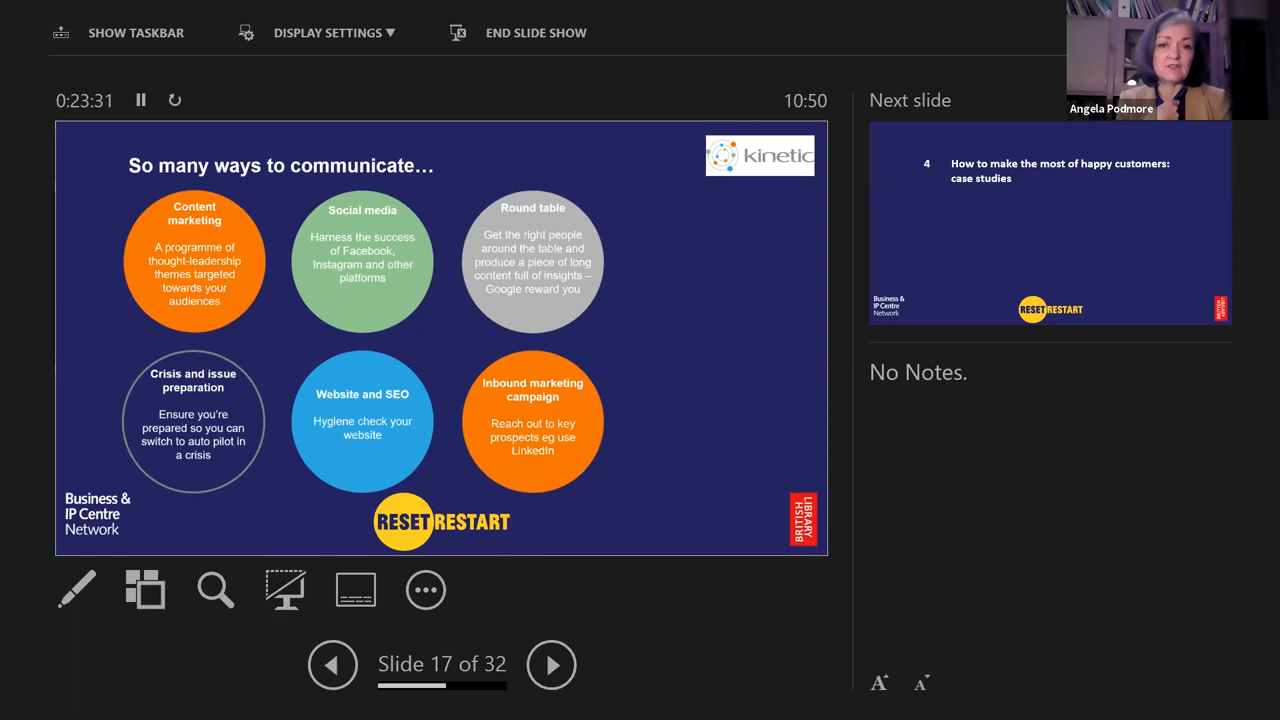 SHOW TASKBAR
DISPLAY SETTINGS ▼
END SLIDE SHOW
Angela Podmore
0:23:31
10:50
Next slide
So many ways to communicate…
kinetic
Content
marketing
A programme of
thought-leadership
themes targeted
towards your
audiences
Social media
Harness the success
of Facebook,
Instagram and other
platforms
Round table
Get the right people
around the table and
produce a piece of long
content full of insights –
Google reward you
Crisis and issue
preparation
Ensure you're
prepared so you can
switch to auto pilot in
a crisis
Website and SEO
Hygiene check your
website
Inbound marketing
campaign
Reach out to key
prospects eg use
LinkedIn
Business &
IP Centre
Network
RESETRESTART
BRITISH
LIBRARY
4 How to make the most of happy customers:
case studies
Business &
IP Centre
Network
RESETRESTART
BRITISH
LIBRARY
No Notes.
Slide 17 of 32
A A